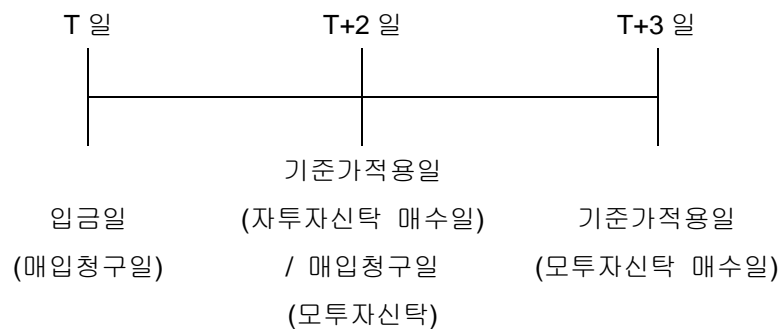 T 일
T+2 일
T+3 일
입금일
(매입청구일)
기준가적용일
(자투자신탁 매수일)
/ 매입청구일
(모투자신탁)
기준가적용일
(모투자신탁 매수일)